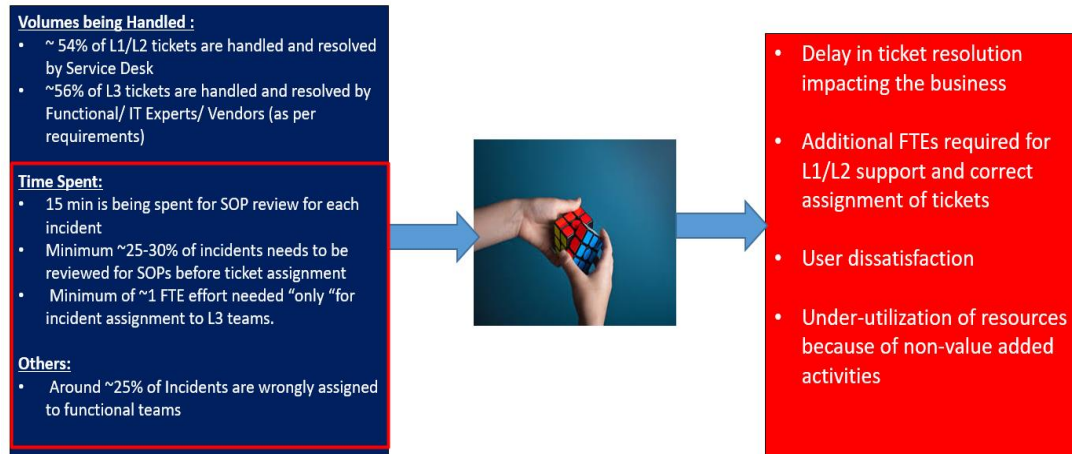 Volumes being Handled :
• ~ 54% of L1/L2 tickets are handled and resolved
by Service Desk
• ~56% of L3 tickets are handled and resolved by
Functional/ IT Experts/ Vendors (as per
requirements)
Time Spent:
• 15 min is being spent for SOP review for each
incident
• Minimum ~25-30% of incidents needs to be
reviewed for SOPs before ticket assignment
• Minimum of ~1 FTE effort needed “only “for
incident assignment to L3 teams.
Others:
• Around ~25% of Incidents are wrongly assigned
to functional teams
• Delay in ticket resolution
impacting the business
• Additional FTEs required for
L1/L2 support and correct
assignment of tickets
• User dissatisfaction
• Under-utilization of resources
because of non-value added
activities